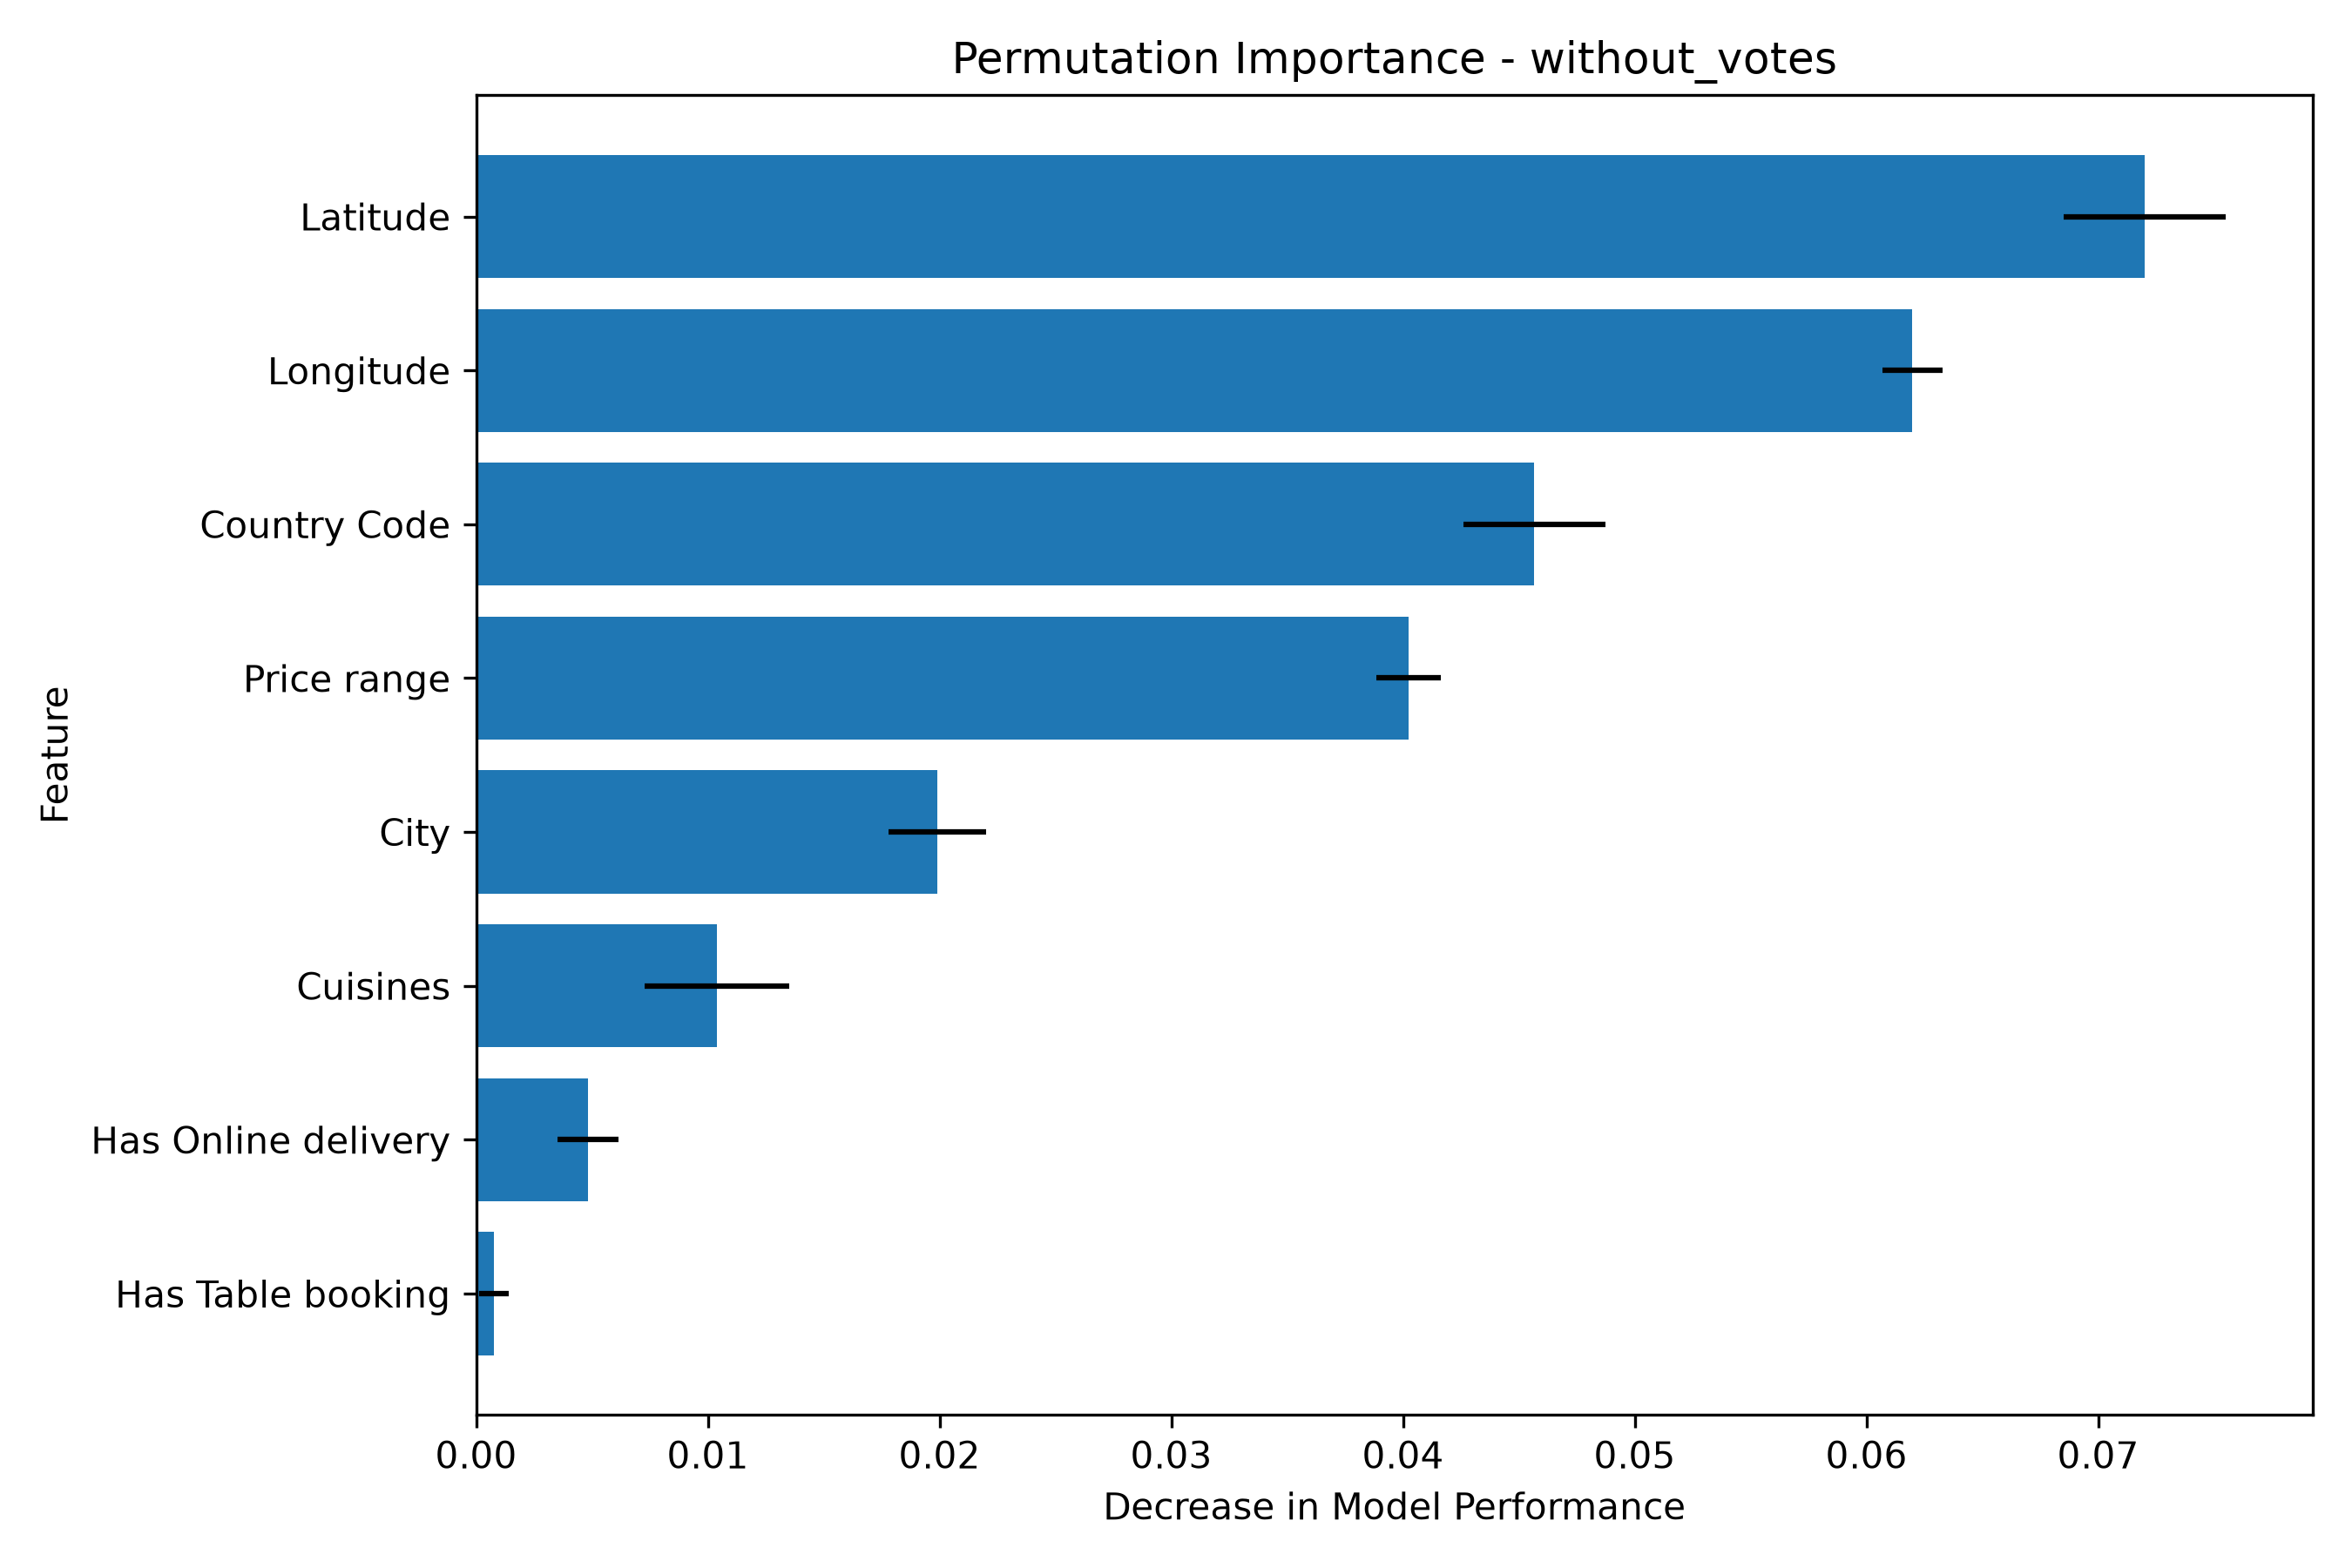 Permutation Importance - without_votes
Feature
Latitude
Longitude
Country Code
Price range
City
Cuisines
Has Online delivery
Has Table booking
0.00 0.01 0.02 0.03 0.04 0.05 0.06 0.07
Decrease in Model Performance